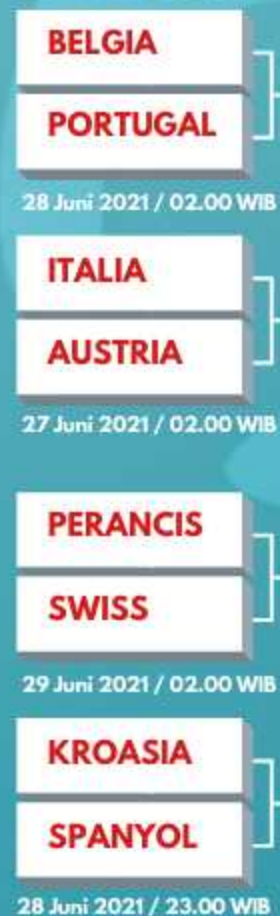 BELGIA
PORTUGAL
28 Juni 2021 / 02.00 WIB
ITALIA
AUSTRIA
27 Juni 2021 / 02.00 WIB
PERANCIS
SWISS
29 Juni 2021 / 02.00 WIB
KROASIA
SPANYOL
28 Juni 2021 / 23.00 WIB